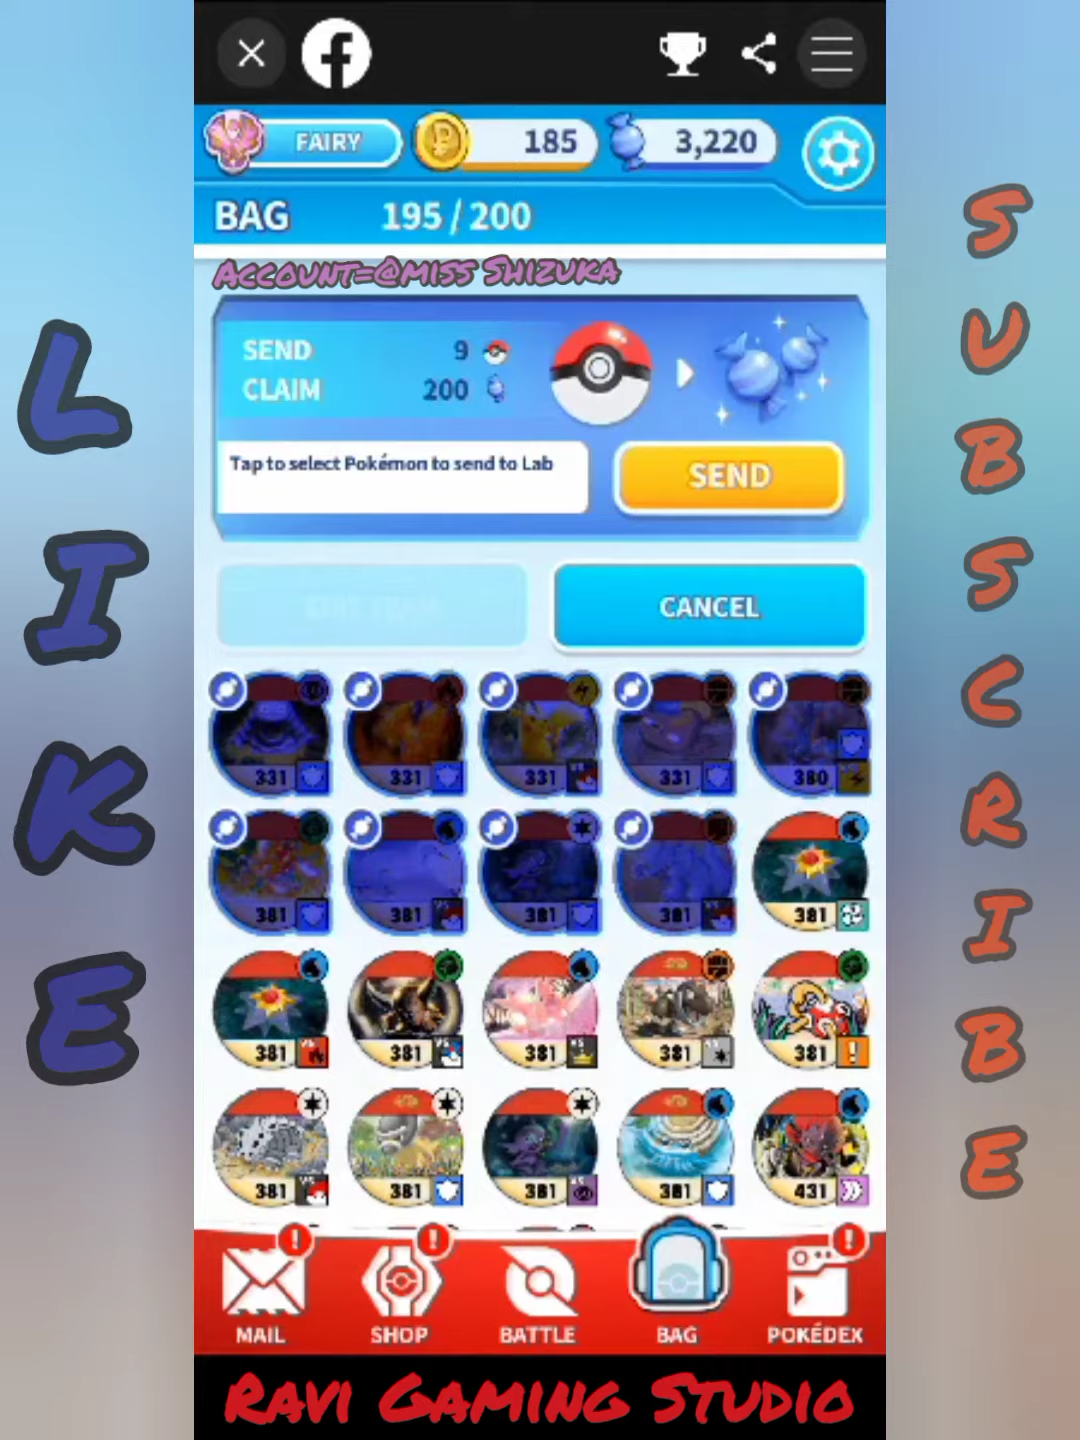 FAIRY 185 3,220
BAG 195 / 200
ACCOUNT=@MISS SHIZUKA
SEND 9
CLAIM 200
Tap to select Pokémon to send to Lab
SEND
CANCEL
331 331 331 331 380
381 381 381 381 381
381 381 381 381 381
381 381 381 381 431
MAIL SHOP BATTLE BAG POKÉDEX
RAVI GAMING STUDIO
LIKE
SUBSCRIBE